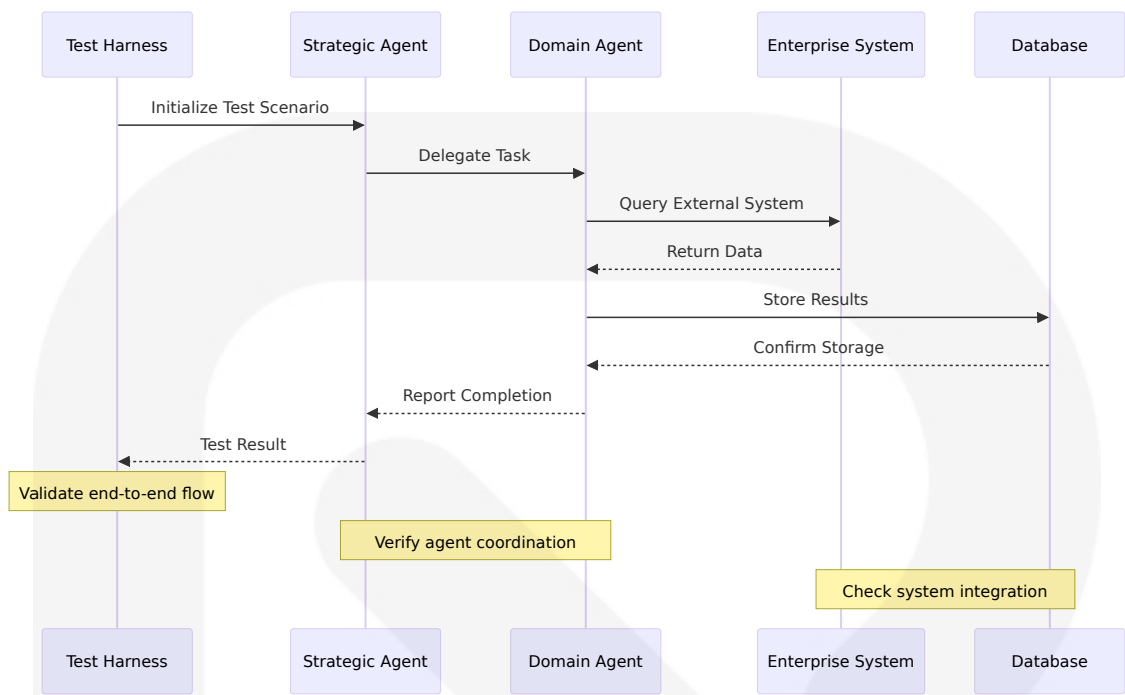 Test Harness
Strategic Agent
Domain Agent
Enterprise System
Database
Initialize Test Scenario
Delegate Task
Query External System
Return Data
Store Results
Confirm Storage
Report Completion
Test Result
Validate end-to-end flow
Verify agent coordination
Check system integration
Test Harness
Strategic Agent
Domain Agent
Enterprise System
Database